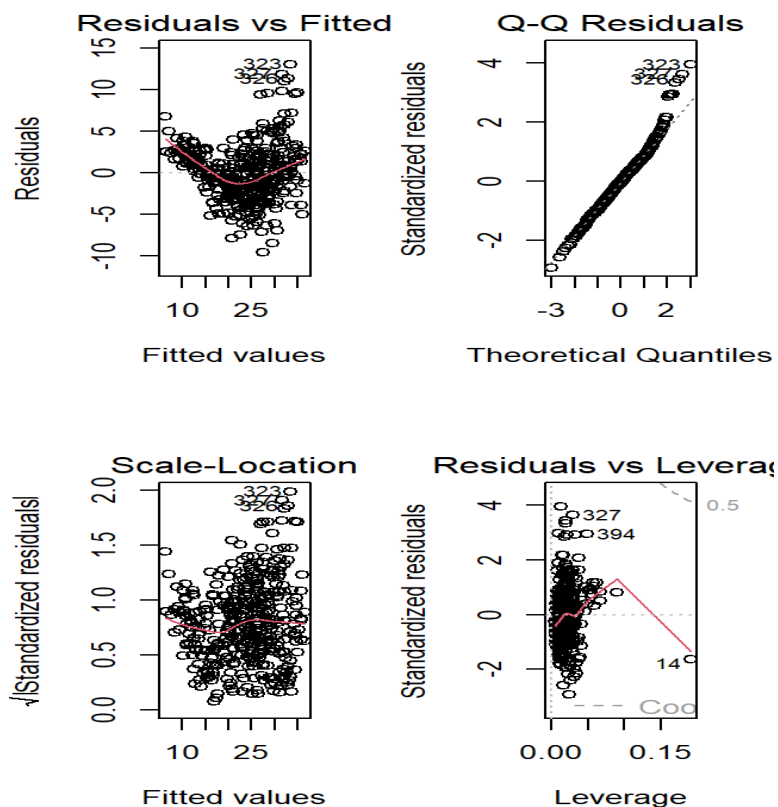 Residuals vs Fitted
Residuals
-10 -5 0 5 10 15
323
327
326
10 25
Fitted values
Q-Q Residuals
Standardized residuals
-2 0 2 4
323
327
326
-3 0 2
Theoretical Quantiles
Scale-Location
√|Standardized residuals|
0.0 0.5 1.0 1.5 2.0
323
327
326
10 25
Fitted values
Residuals vs Leverag
Standardized residuals
-2 0 2 4
327
394
14
0.5
Coo
0.00 0.15
Leverage